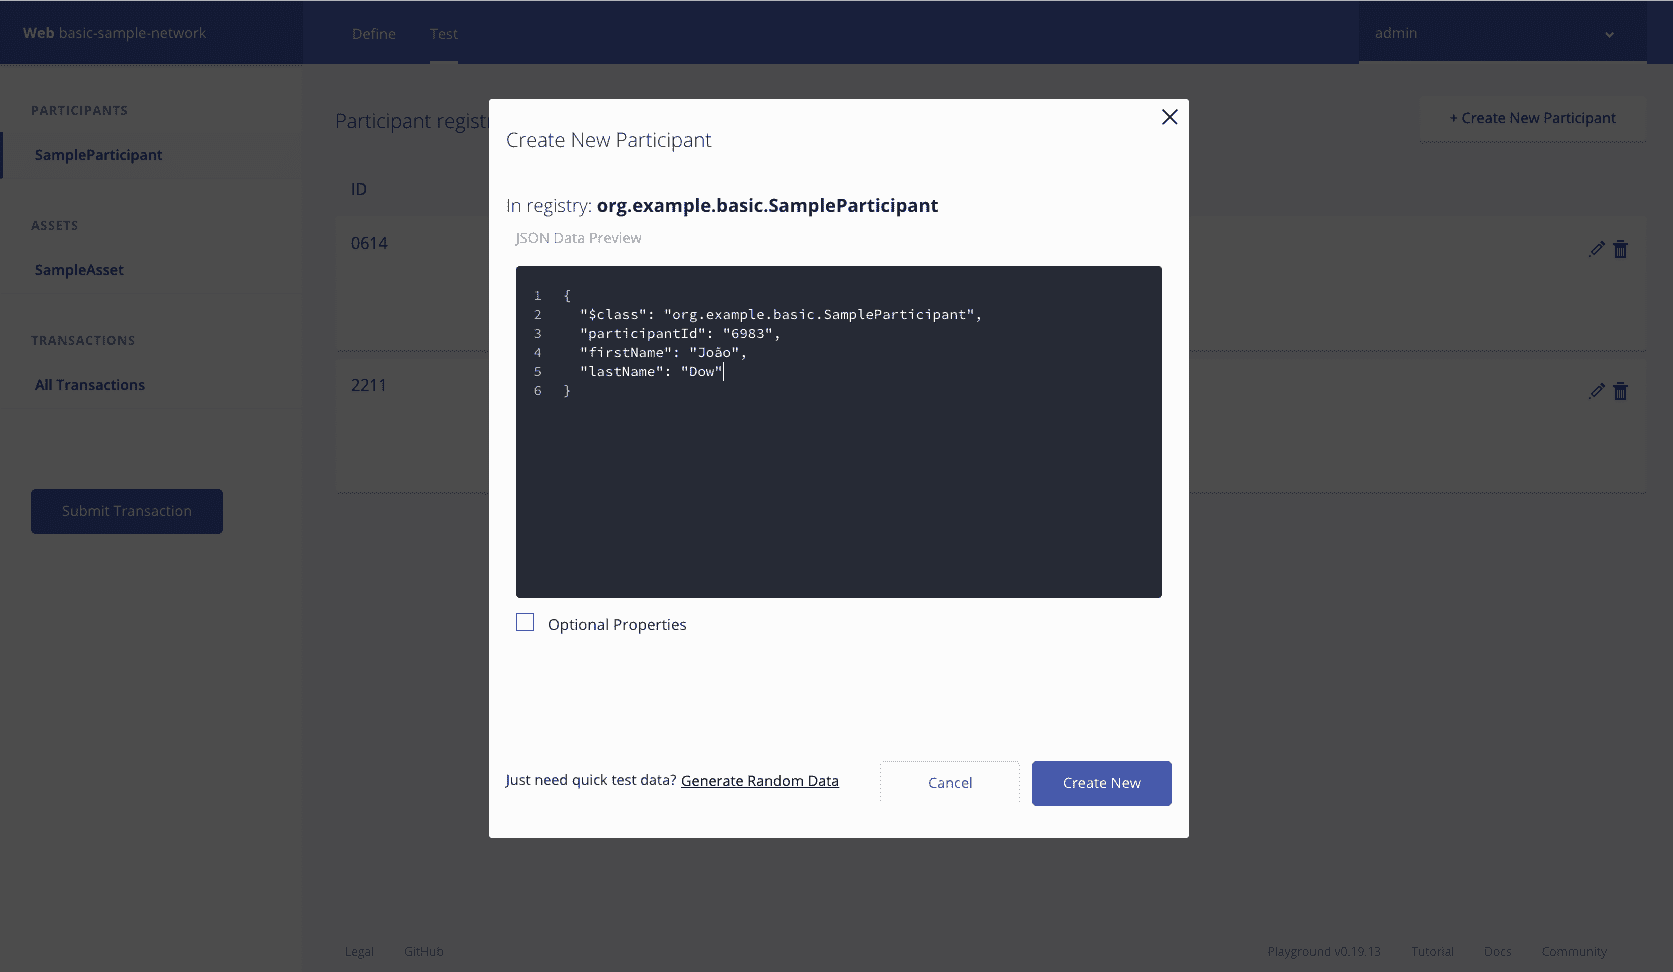 Web basic-sample-network
Define
Test
admin
PARTICIPANTS
SampleParticipant
ASSETS
SampleAsset
TRANSACTIONS
All Transactions
Submit Transaction
Participant regist
+ Create New Participant
ID
0614
2211
Create New Participant
In registry: org.example.basic.SampleParticipant
JSON Data Preview
1 {
2 "$class": "org.example.basic.SampleParticipant",
3 "participantId": "6983",
4 "firstName": "João",
5 "lastName": "Dow"
6 }
Optional Properties
Just need quick test data? Generate Random Data
Cancel
Create New
Legal
GitHub
Playground v0.19.13
Tutorial
Docs
Community